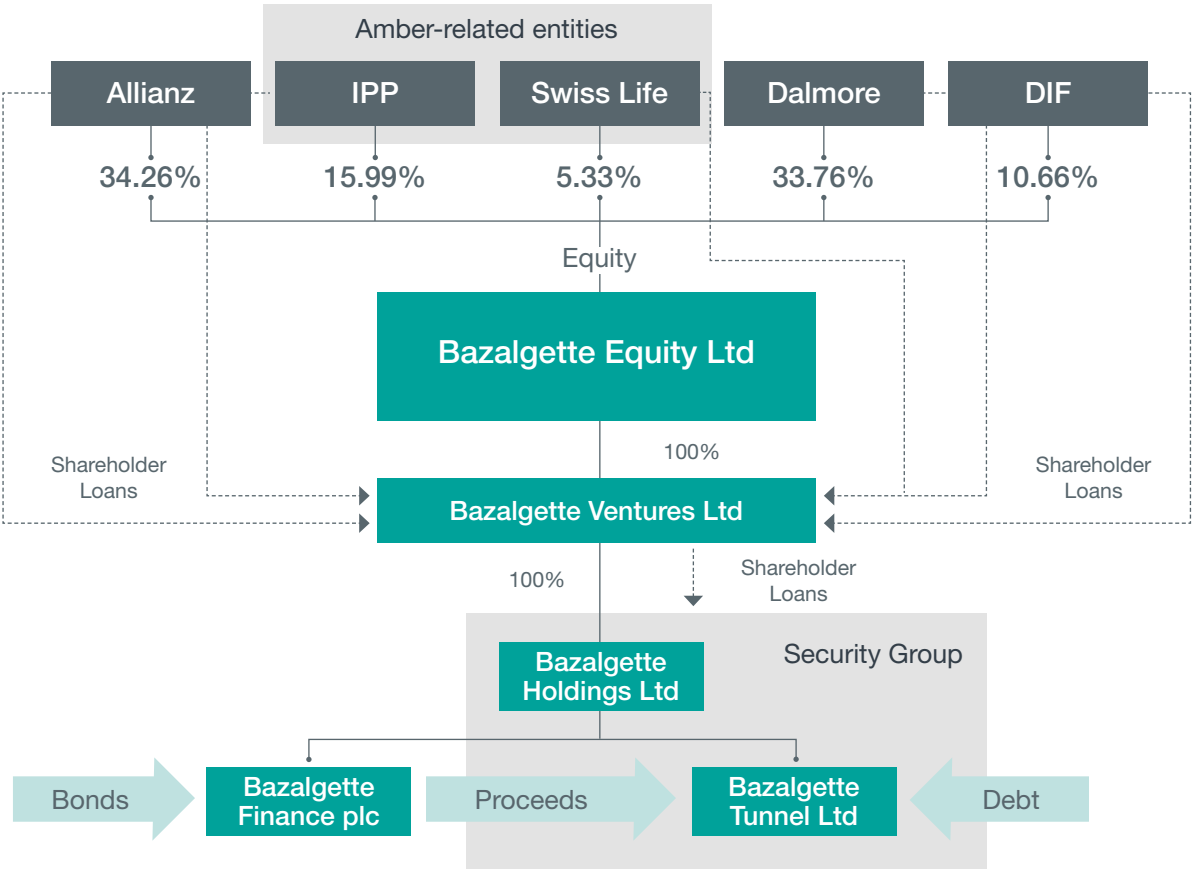 Amber-related entities
Allianz
IPP
Swiss Life
Dalmore
DIF
34.26%
15.99%
5.33%
33.76%
10.66%
Equity
Bazalgette Equity Ltd
100%
Shareholder
Loans
Shareholder
Loans
Bazalgette Ventures Ltd
100%
Shareholder
Loans
Security Group
Bazalgette
Holdings Ltd
Bonds
Bazalgette
Finance plc
Proceeds
Bazalgette
Tunnel Ltd
Debt